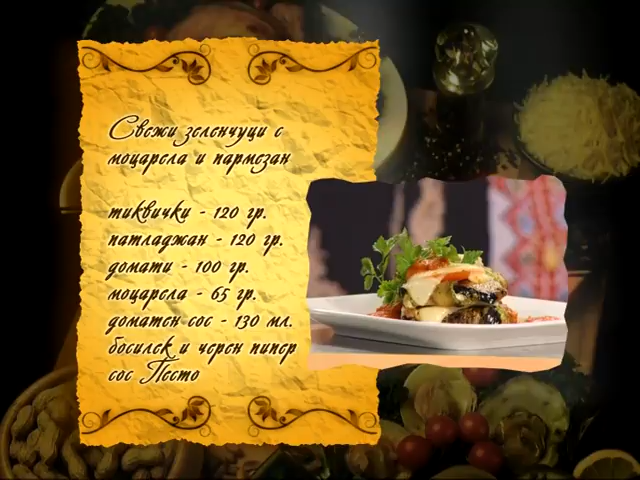 Свежи зеленчуци с
моцарела и пармезан
тиквички - 120 гр.
патладжан - 120 гр.
домати - 100 гр.
моцарела - 65 гр.
доматен сос - 130 мл.
босилек и черен пипер
сос Песто